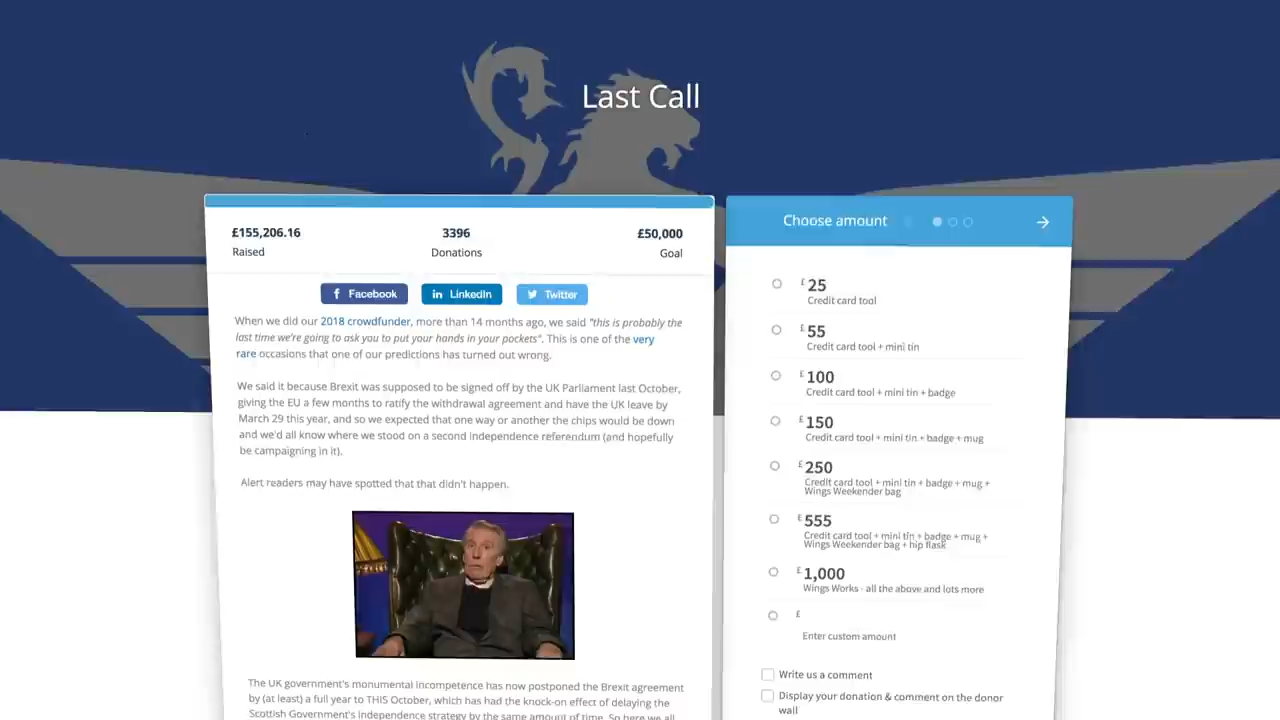 Last Call
£155,206.16
Raised
3396
Donations
£50,000
Goal
Facebook
LinkedIn
Twitter
When we did our 2018 crowdfunder, more than 14 months ago, we said "this is probably the
last time we're going to ask you to put your hands in your pockets". This is one of the very
rare occasions that one of our predictions has turned out wrong.
We said it because Brexit was supposed to be signed off by the UK Parliament last October,
giving the EU a few months to ratify the withdrawal agreement and have the UK leave by
March 29 this year, and so we expected that one way or another the chips would be down
and we'd all know where we stood on a second independence referendum (and hopefully
be campaigning in it).
Alert readers may have spotted that that didn't happen.
The UK government's monumental incompetence has now postponed the Brexit agreement
by (at least) a full year to THIS October, which has had the knock-on effect of delaying the
Scottish Government's independence strategy by the same amount of time. So here we all
Choose amount
£25
Credit card tool
£55
Credit card tool + mini tin
£100
Credit card tool + mini tin + badge
£150
Credit card tool + mini tin + badge + mug
£250
Credit card tool + mini tin + badge + mug +
Wings Weekender bag
£555
Credit card tool + mini tin + badge + mug +
Wings Weekender bag + hip flask
£1,000
Wings Works - all the above and lots more
£
Enter custom amount
Write us a comment
Display your donation & comment on the donor
wall